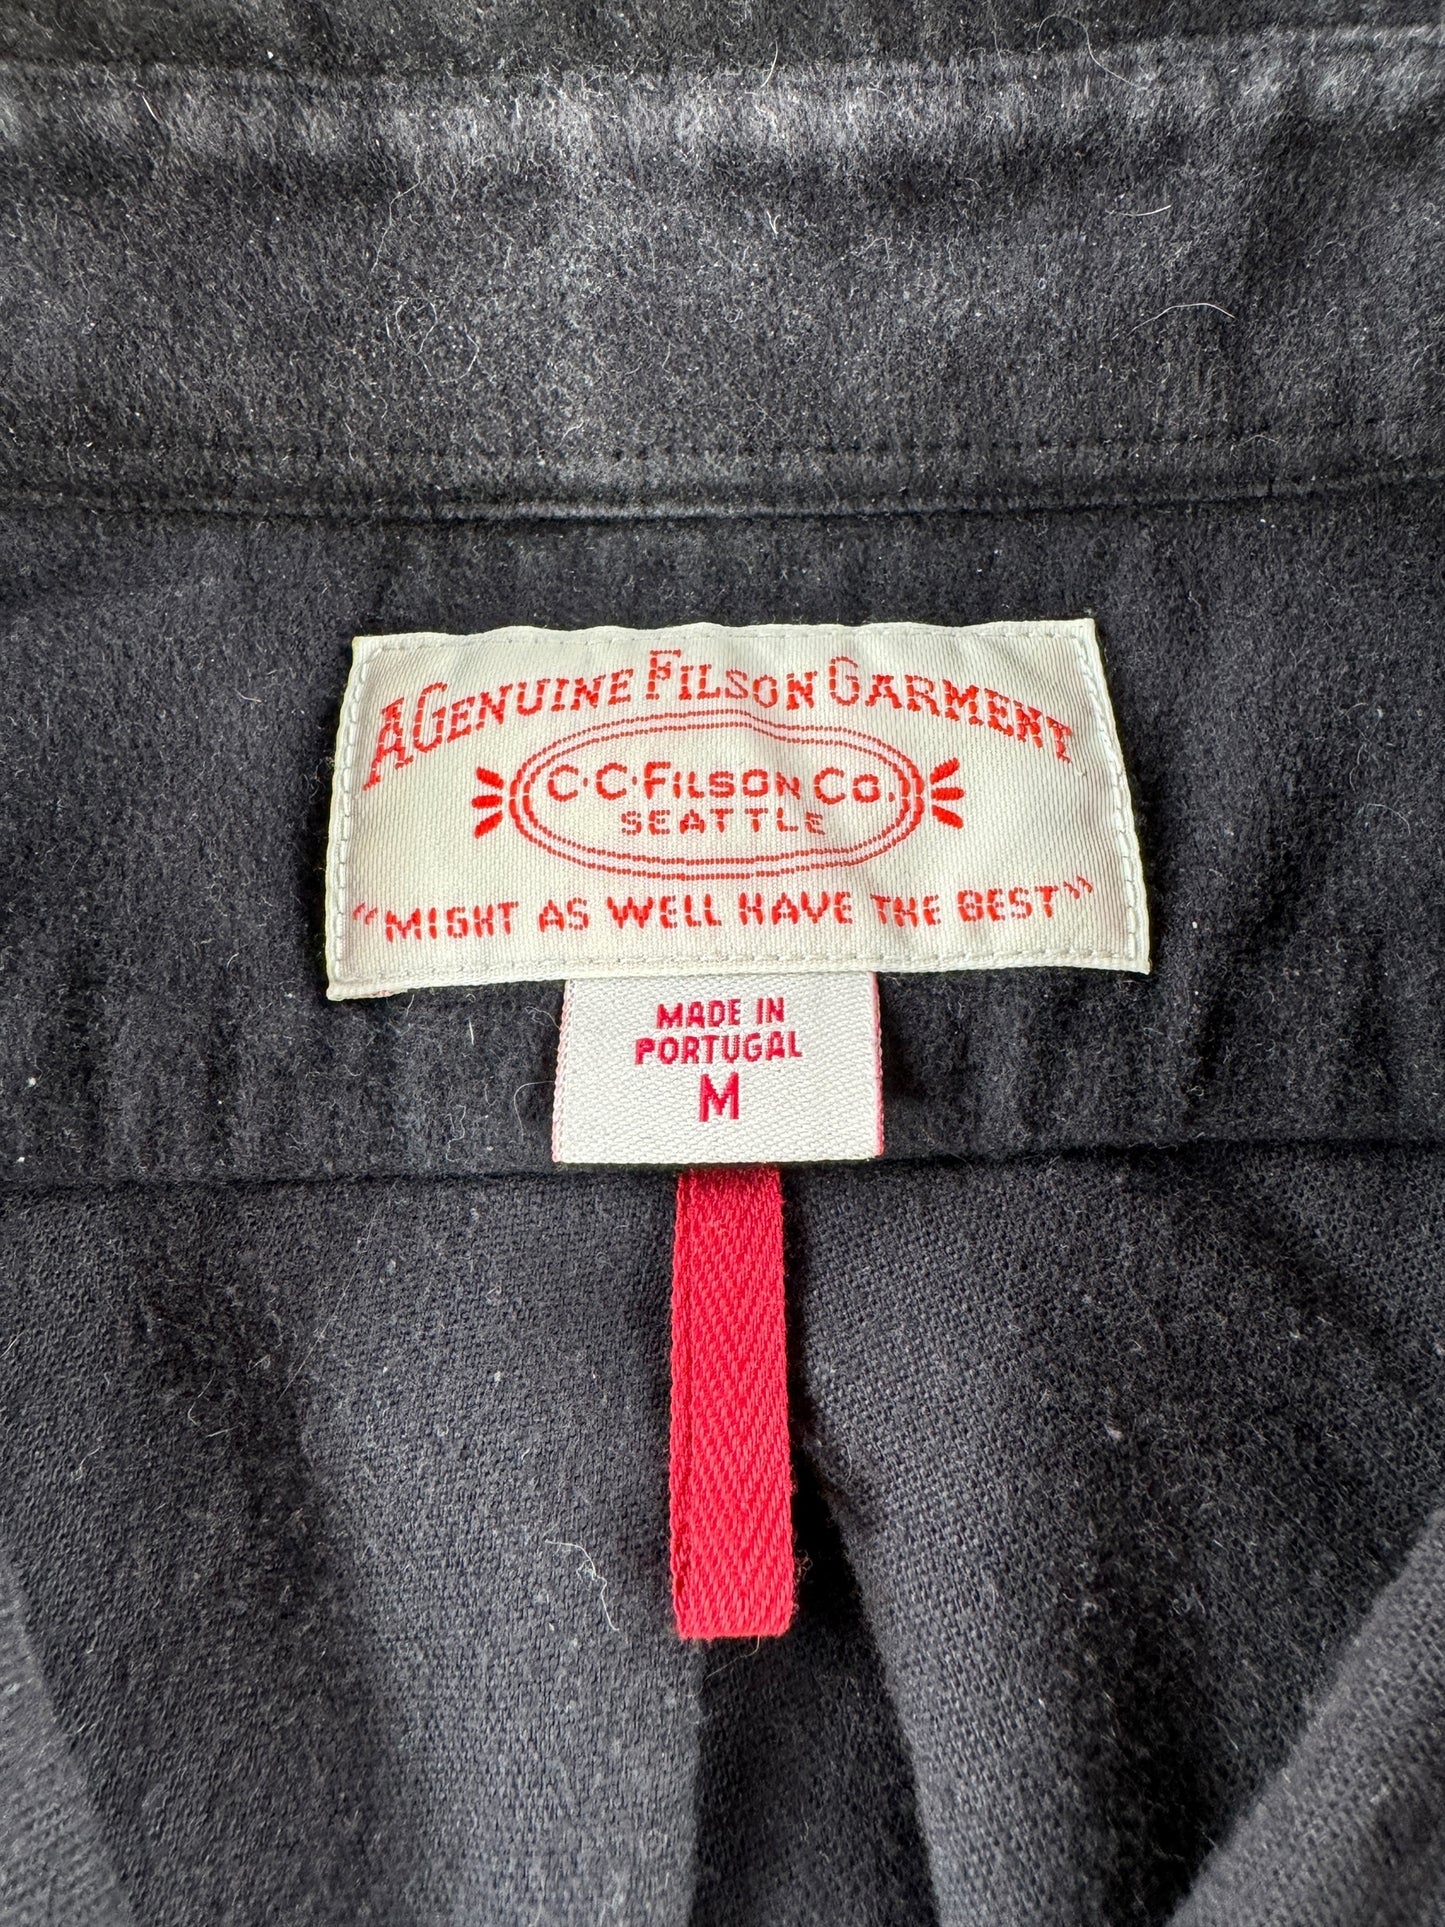 A GENUINE FILSON GARMENT
C·C·FILSON CO.
SEATTLE
"MIGHT AS WELL HAVE THE BEST"
MADE IN
PORTUGAL
M